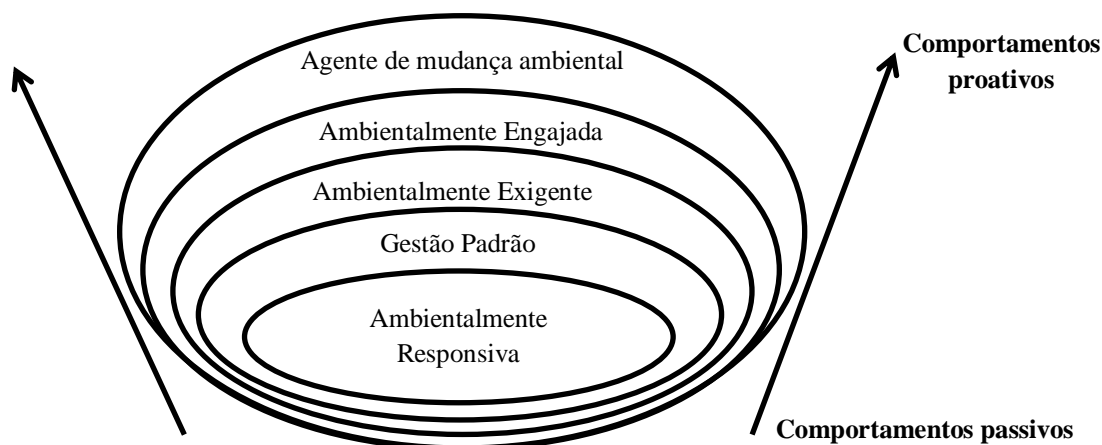 Agente de mudança ambiental
Comportamentos
proativos
Ambientalmente Engajada
Ambientalmente Exigente
Gestão Padrão
Ambientalmente
Responsiva
Comportamentos passivos